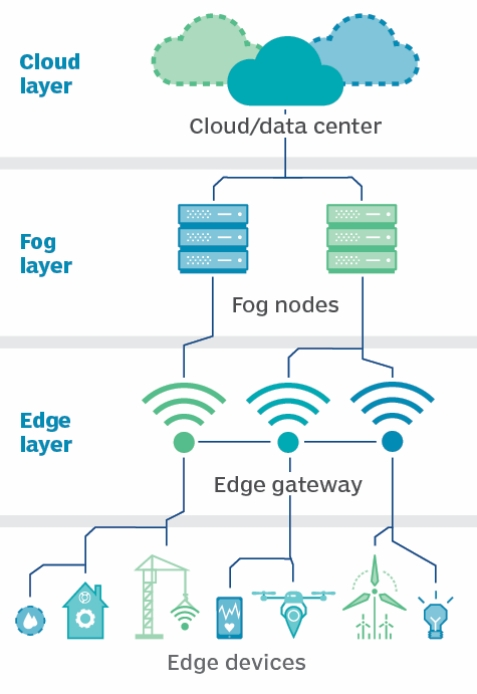 Cloud
layer
Cloud/data center
Fog
layer
Fog nodes
Edge
layer
Edge gateway
Edge devices